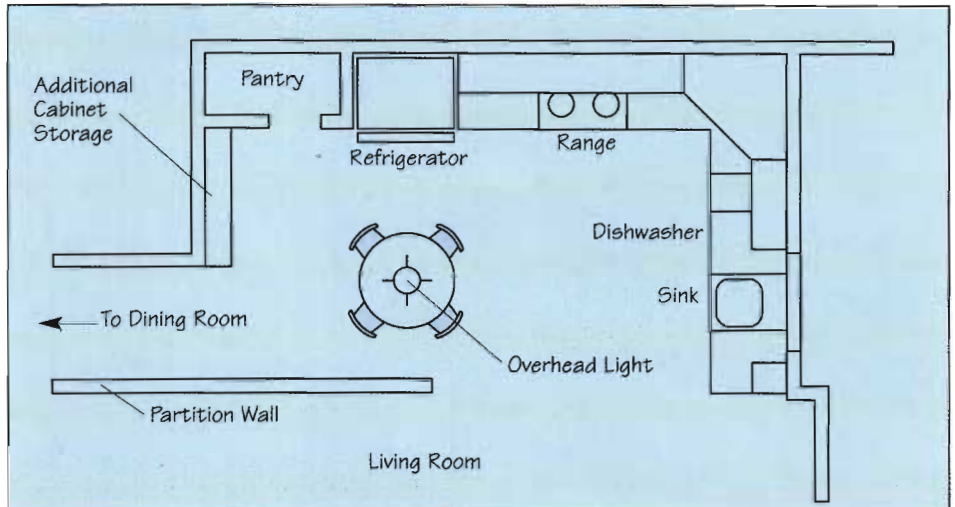 Pantry
Additional
Cabinet
Storage
Refrigerator
Range
Dishwasher
Sink
To Dining Room
Overhead Light
Partition Wall
Living Room